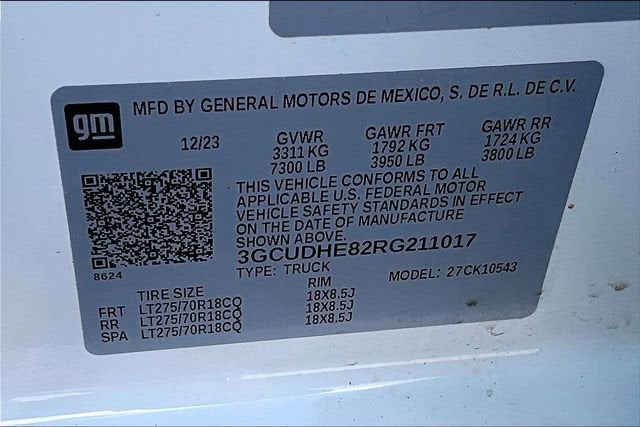 gm
MFD BY GENERAL MOTORS DE MEXICO, S. DE R.L. DE C.V.
12/23 GVWR GAWR FRT GAWR RR
3311 KG 1792 KG 1724 KG
7300 LB 3950 LB 3800 LB
THIS VEHICLE CONFORMS TO ALL
APPLICABLE U.S. FEDERAL MOTOR
VEHICLE SAFETY STANDARDS IN EFFECT
ON THE DATE OF MANUFACTURE
SHOWN ABOVE.
3GCUDHE82RG211017
8624
TYPE: TRUCK MODEL: 27CK10543
TIRE SIZE RIM
FRT LT275/70R18CQ 18X8.5J
RR LT275/70R18CQ 18X8.5J
SPA LT275/70R18CQ 18X8.5J